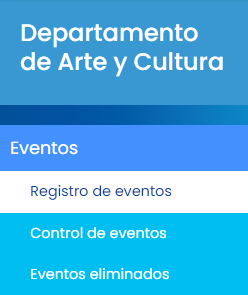 Departamento
de Arte y Cultura
Eventos
Registro de eventos
Control de eventos
Eventos eliminados